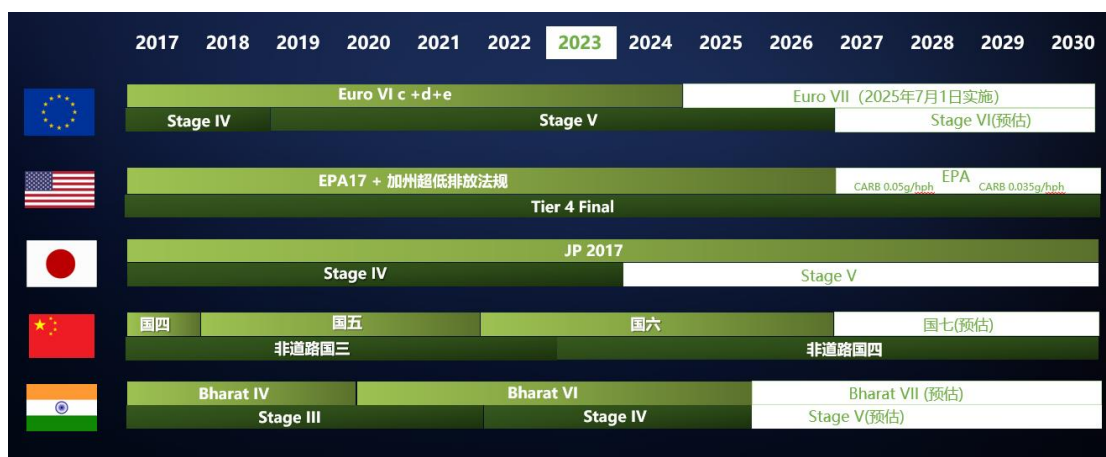 2017 2018 2019 2020 2021 2022 2023 2024 2025 2026 2027 2028 2029 2030
Euro VI c +d+e
Euro VII（2025年7月1日实施）
Stage IV
Stage V
Stage VI(预估)
EPA17 + 加州超低排放法规
EPA
CARB 0.05g/hph
CARB 0.035g/hph
Tier 4 Final
JP 2017
Stage IV
Stage V
国四
国五
国六
国七(预估)
非道路国三
非道路国四
Bharat IV
Bharat VI
Bharat VII (预估)
Stage III
Stage IV
Stage V(预估)